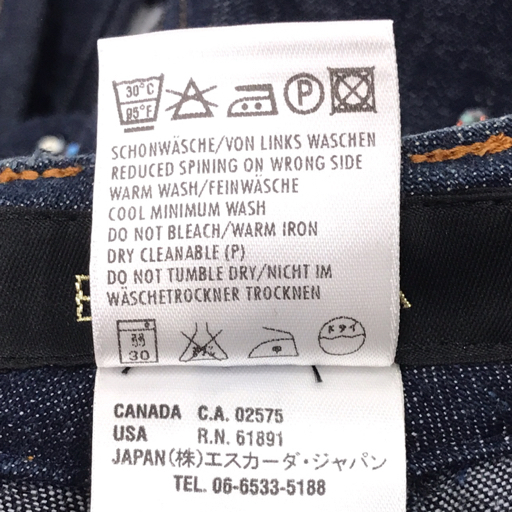 30°C
85°F
P
SCHONWÄSCHE/VON LINKS WASCHEN
REDUCED SPINING ON WRONG SIDE
WARM WASH/FEINWÄSCHE
COOL MINIMUM WASH
DO NOT BLEACH/WARM IRON
DRY CLEANABLE (P)
DO NOT TUMBLE DRY/NICHT IM
WÄSCHETROCKNER TROCKNEN
30
ドライ
CANADA C.A. 02575
USA R.N. 61891
JAPAN(株)エスカーダ・ジャパン
TEL. 06-6533-5188